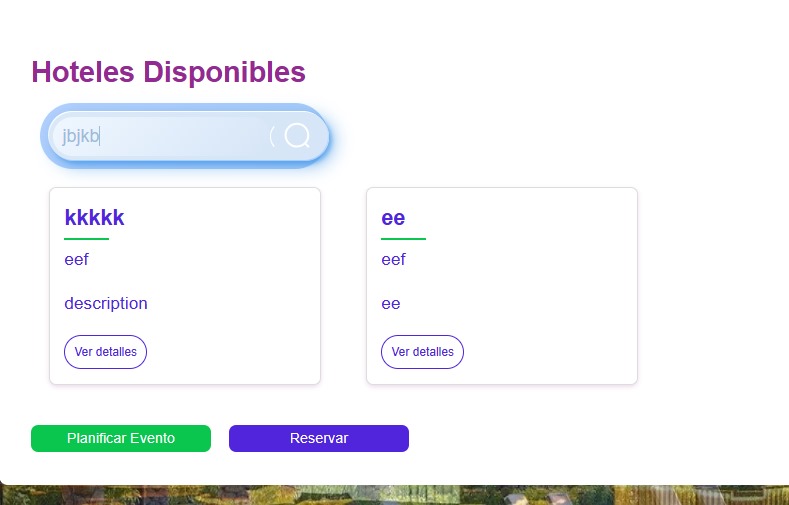 Hoteles Disponibles
jbjkb
kkkkk
eef
description
Ver detalles
ee
eef
ee
Ver detalles
Planificar Evento
Reservar